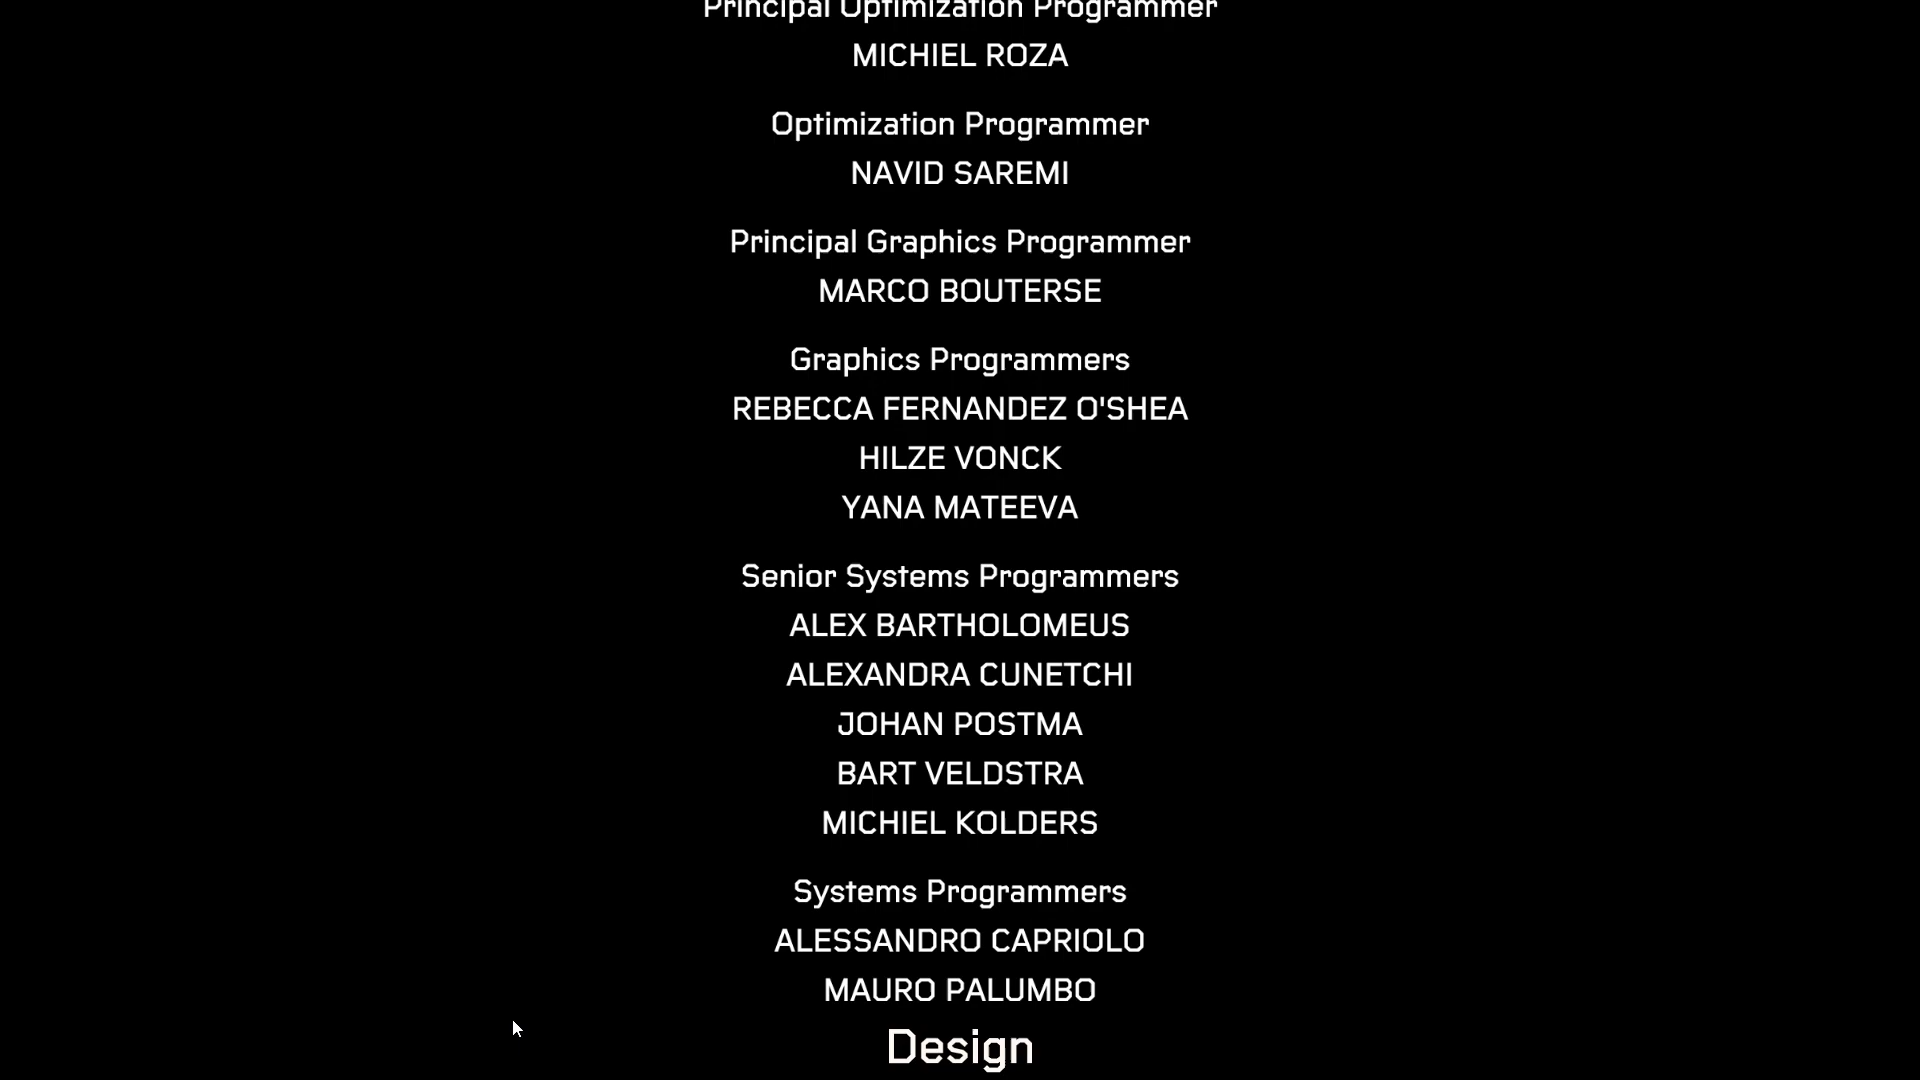 Principal Optimization Programmer
MICHIEL ROZA
Optimization Programmer
NAVID SAREMI
Principal Graphics Programmer
MARCO BOUTERSE
Graphics Programmers
REBECCA FERNANDEZ O'SHEA
HILZE VONCK
YANA MATEEVA
Senior Systems Programmers
ALEX BARTHOLOMEUS
ALEXANDRA CUNETCHI
JOHAN POSTMA
BART VELDSTRA
MICHIEL KOLDERS
Systems Programmers
ALESSANDRO CAPRIOLO
MAURO PALUMBO
Design